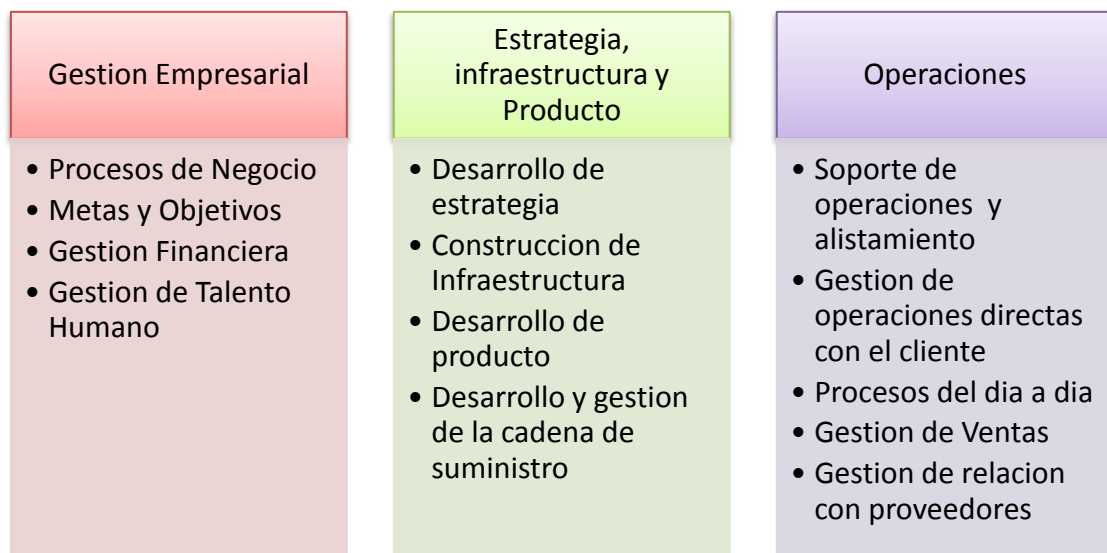 Gestion Empresarial
• Procesos de Negocio
• Metas y Objetivos
• Gestion Financiera
• Gestion de Talento
Humano
Estrategia,
infraestructura y
Producto
• Desarrollo de
estrategia
• Construccion de
Infraestructura
• Desarrollo de
producto
• Desarrollo y gestion
de la cadena de
suministro
Operaciones
• Soporte de
operaciones y
alistamiento
• Gestion de
operaciones directas
con el cliente
• Procesos del dia a dia
• Gestion de Ventas
• Gestion de relacion
con proveedores